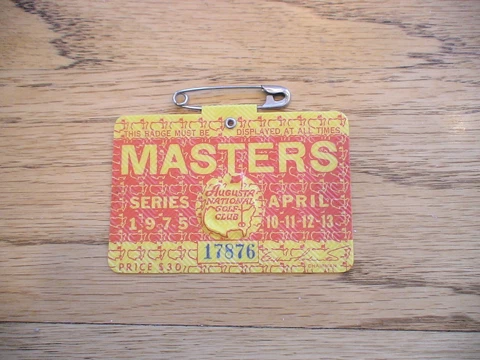 THIS BADGE MUST BE DISPLAYED AT ALL TIMES
MASTERS
SERIES APRIL
1975 10-11-12-13
AUGUSTA
NATIONAL
GOLF
CLUB
17876
PRICE $30